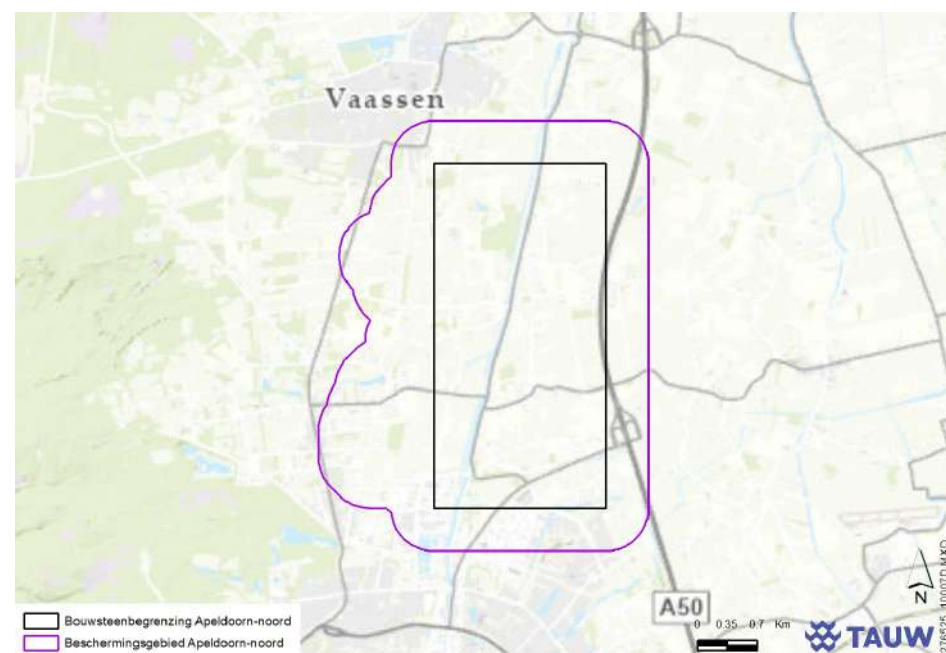 Vaassen
A50
Bouwsteenbegrenzing Apeldoorn-noord
Beschermingsgebied Apeldoorn-noord
0 0.35 0.7 Km
N
TAUW